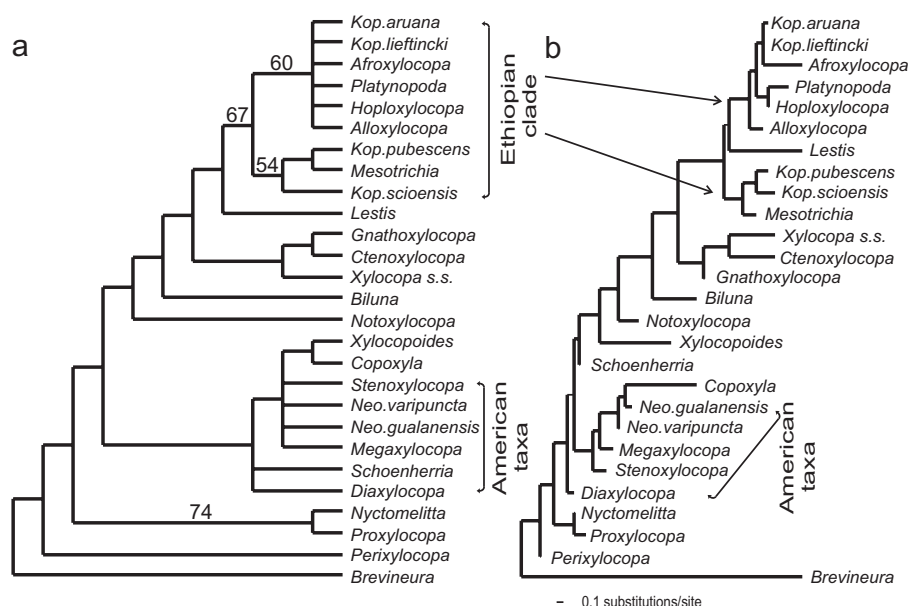 a
Kop.aruana
Kop.lieftincki
60
Afroxylocopa
Platynopoda
Hoploxylocopa
67
Alloxylocopa
Kop.pubescens
54
Mesotrichia
Kop.scioensis
Lestis
Gnathoxylocopa
Ctenoxylocopa
Xylocopa s.s.
Biluna
Notoxylocopa
Xylocopoides
Copoxyla
Stenoxylocopa
Neo.varipuncta
Neo.gualanensis
Megaxylocopa
Schoenherria
Diaxylocopa
74
Nyctomelitta
Proxylocopa
Perixylocopa
Brevineura
Ethiopian
clade
American
taxa
b
Kop.aruana
Kop.lieftincki
Afroxylocopa
Platynopoda
Hoploxylocopa
Alloxylocopa
Lestis
Kop.pubescens
Kop.scioensis
Mesotrichia
Xylocopa s.s.
Ctenoxylocopa
Gnathoxylocopa
Biluna
Notoxylocopa
Xylocopoides
Schoenherria
Copoxyla
Neo.gualanensis
Neo.varipuncta
Megaxylocopa
Stenoxylocopa
Diaxylocopa
Nyctomelitta
Proxylocopa
Perixylocopa
Brevineura
American
taxa
0.1 substitutions/site